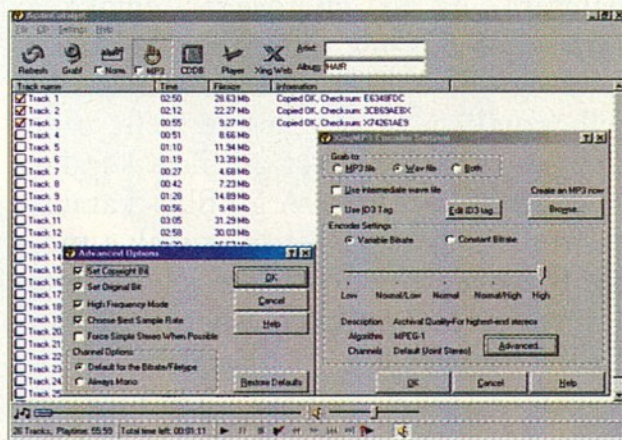 AudioCatalyst
File CD Settings Help
Refresh Grab! Norm. MP3 CDDB Player Xing Web
Artist:
Album: HAIR
Track name Time Filesize Information
Track 1 02:50 28.63 Mb Copied OK, Checksum: E6348FDC
Track 2 02:12 22.27 Mb Copied OK, Checksum: 3CB69AEBX
Track 3 00:55 9.27 Mb Copied OK, Checksum: X74261AE9
Track 4 00:51 8.66 Mb
Track 5 01:10 11.94 Mb
Track 6 01:19 13.39 Mb
Track 7 00:27 4.68 Mb
Track 8 00:42 7.23 Mb
Track 9 01:28 14.89 Mb
Track 10 00:56 9.48 Mb
Track 11 03:05 31.29 Mb
Track 12 02:58 30.03 Mb
Track 13
Track 14
Track 15
Track 16
Track 17
Track 18
Track 19
Track 20
Track 21
Track 22
Track 23
Track 24
Track 25
Advanced Options
Set Copyright Bit
Set Original Bit
High Frequency Mode
Choose Best Sample Rate
Force Simple Stereo When Possible
Channel Options
Default for the Bitrate/Filetype
Always Mono
OK
Cancel
Help
Restore Defaults
XingMP3 Encoder Settings
Grab to:
MP3 file Wav file Both
Use intermediate wave file
Create an MP3 now
Use ID3 Tag Edit ID3 tag... Browse...
Encoder Settings
Variable Bitrate Constant Bitrate
Low Normal/Low Normal Normal/High High
Description Archival Quality-For highest-end stereos
Algorithm MPEG-1
Channels Default (Joint Stereo) Advanced...
OK Cancel Help
26 Tracks, Playtime: 55:59 Total time left: 00:01:11